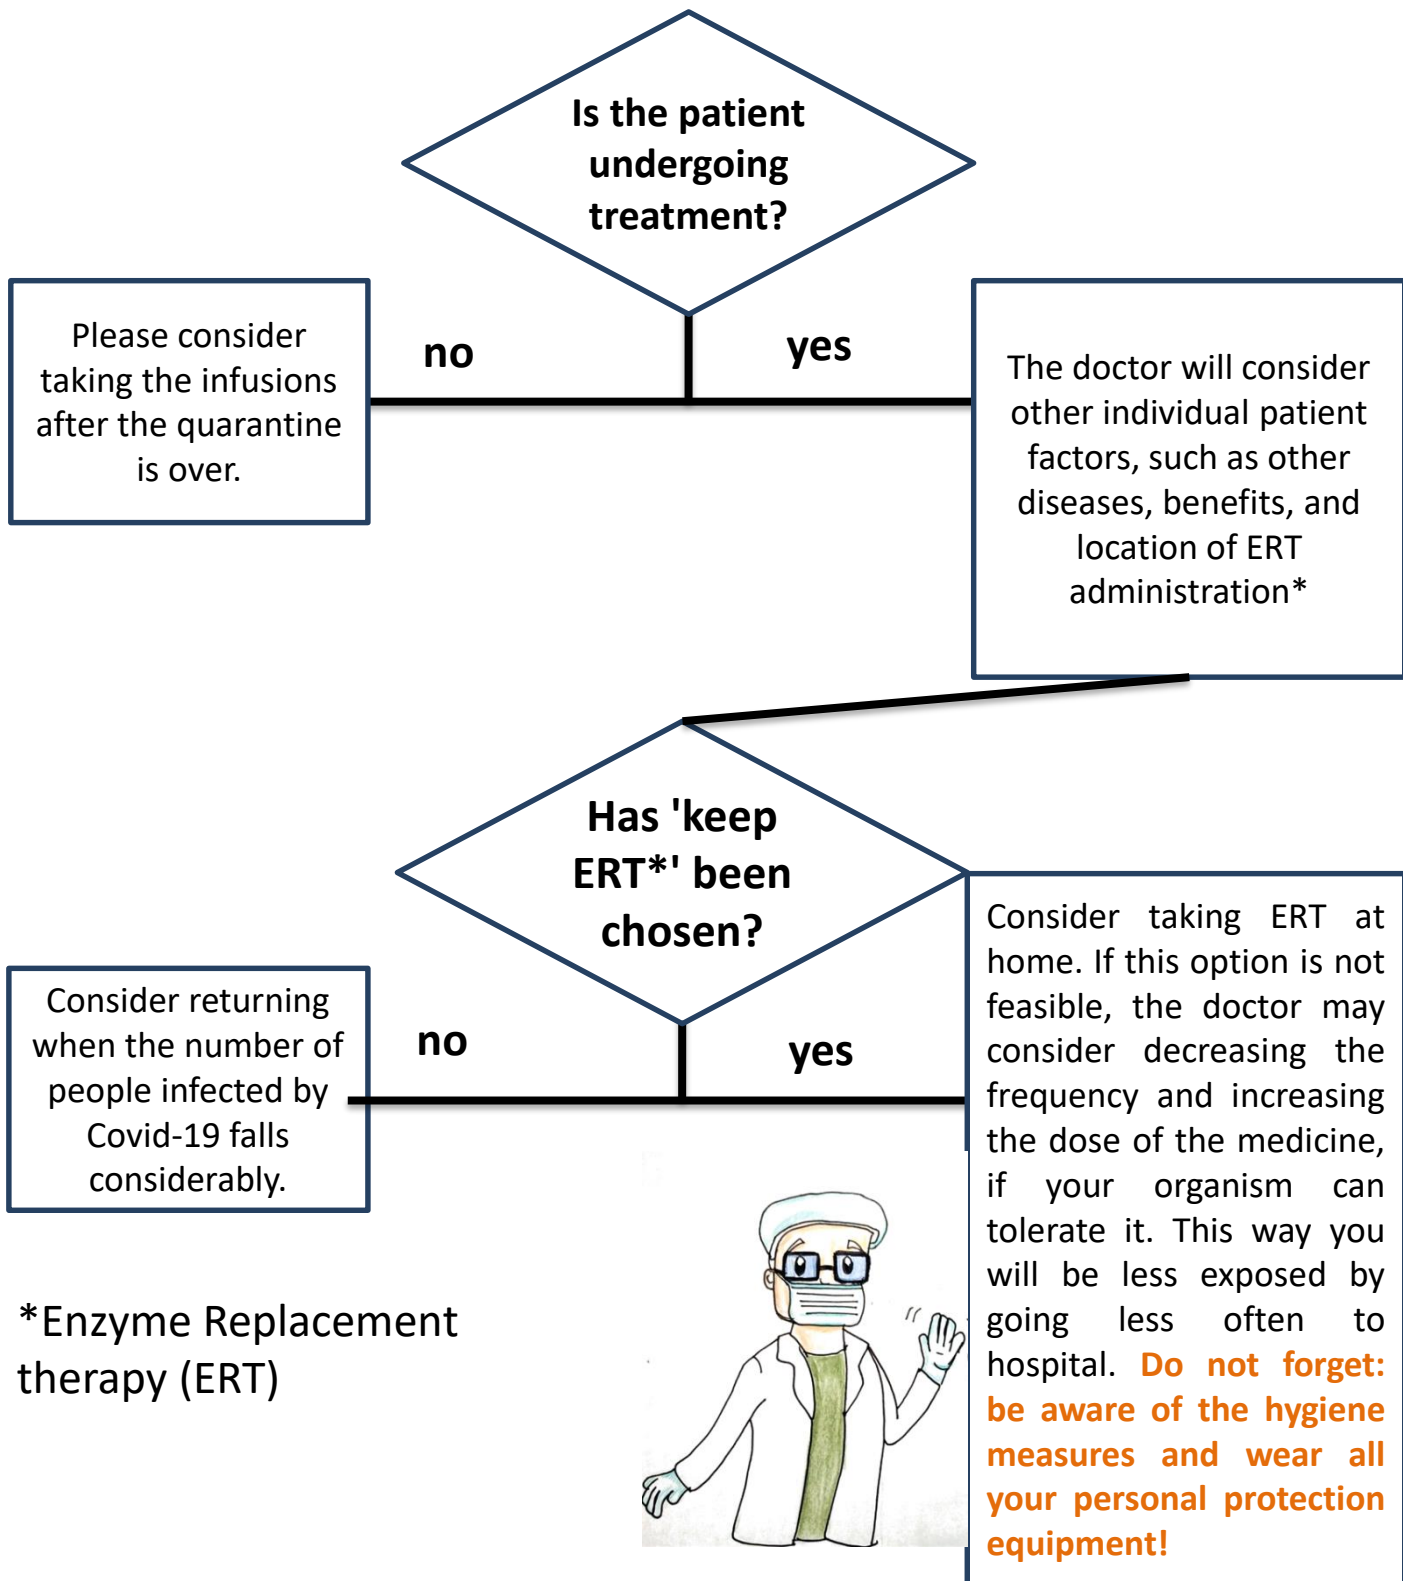 Is the patient
undergoing
treatment?
no
yes
Please consider
taking the infusions
after the quarantine
is over.
The doctor will consider
other individual patient
factors, such as other
diseases, benefits, and
location of ERT
administration*
Has 'keep
ERT*' been
chosen?
no
yes
Consider returning
when the number of
people infected by
Covid-19 falls
considerably.
Consider taking ERT at
home. If this option is not
feasible, the doctor may
consider decreasing the
frequency and increasing
the dose of the medicine,
if your organism can
tolerate it. This way you
will be less exposed by
going less often to
hospital. Do not forget:
be aware of the hygiene
measures and wear all
your personal protection
equipment!
*Enzyme Replacement
therapy (ERT)